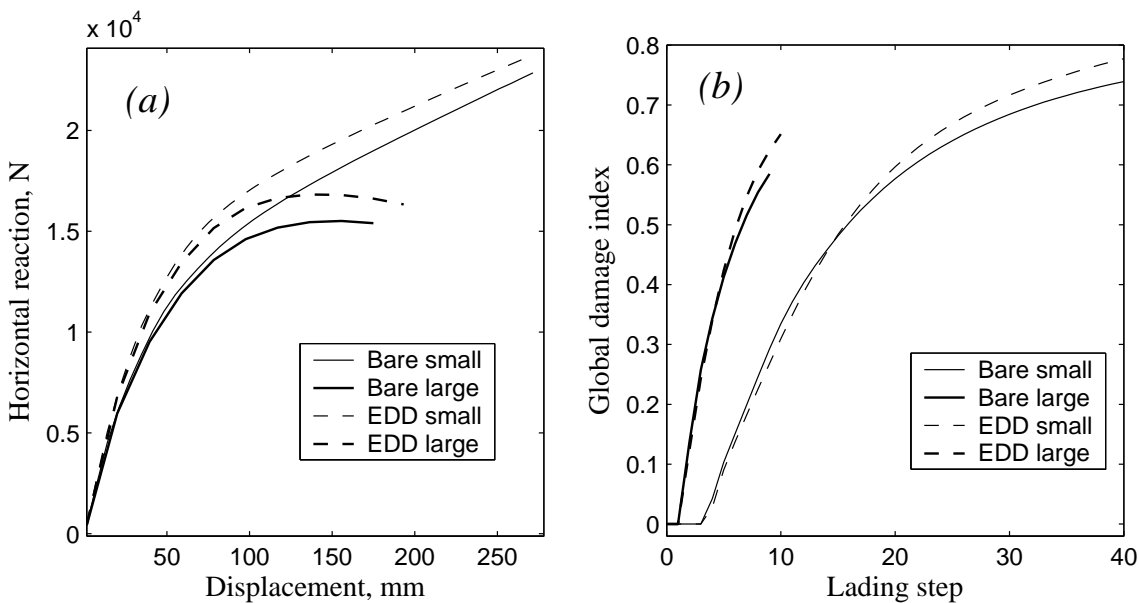 x 10⁴
(a)
2
1.5
1
0.5
0
50
100
150
200
250
Horizontal reaction, N
Displacement, mm
Bare small
Bare large
EDD small
EDD large
(b)
0.8
0.7
0.6
0.5
0.4
0.3
0.2
0.1
0
0
10
20
30
40
Global damage index
Lading step
Bare small
Bare large
EDD small
EDD large